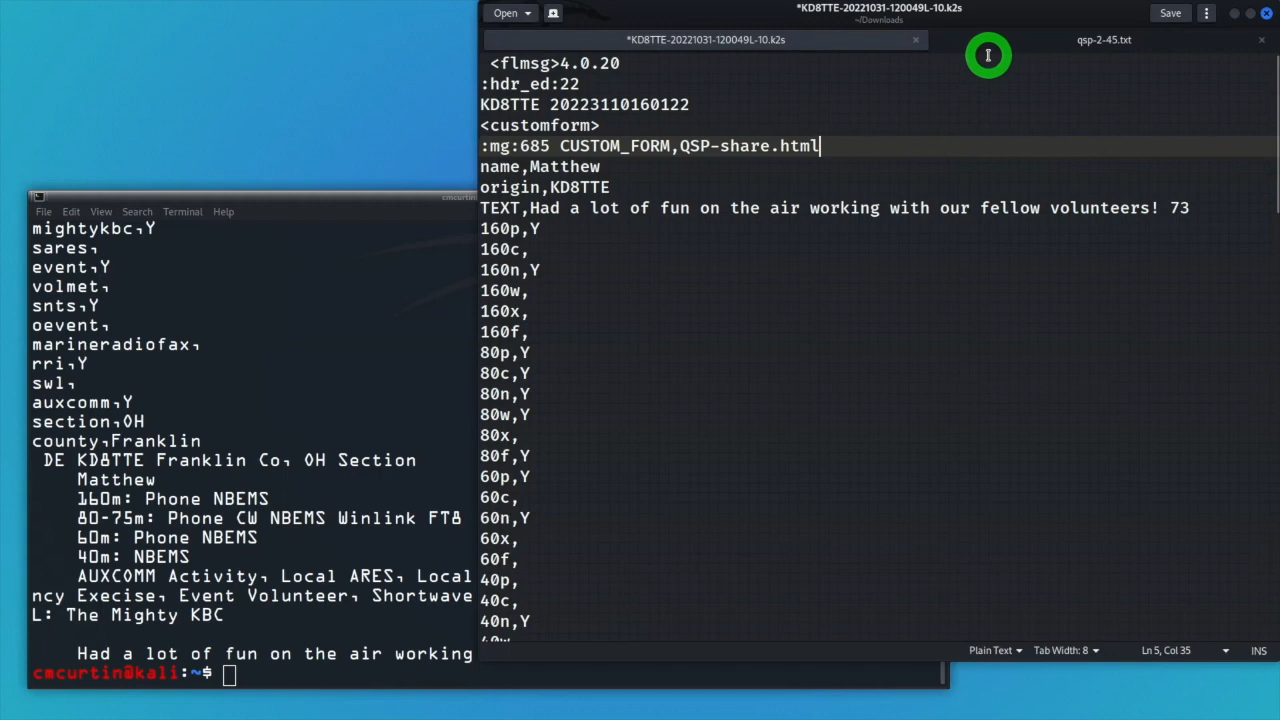 Open
*KD8TTE-20221031-120049L-10.k2s
~/Downloads
Save
*KD8TTE-20221031-120049L-10.k2s
qsp-2-45.txt
<flmsg>4.0.20
:hdr_ed:22
KD8TTE 20223110160122
<customform>
:mg:685 CUSTOM_FORM,QSP-share.html
name,Matthew
origin,KD8TTE
TEXT,Had a lot of fun on the air working with our fellow volunteers! 73
160p,Y
160c,
160n,Y
160w,
160x,
160f,
80p,Y
80c,Y
80n,Y
80w,Y
80x,
80f,Y
60p,Y
60c,
60n,Y
60x,
60f,
40p,
40c,
40n,Y
40w
Plain Text
Tab Width: 8
Ln 5, Col 35
INS
cmcurtin
File Edit View Search Terminal Help
mightykbc,Y
sares,
event,Y
volmet,
snts,Y
oevent,
marineradiofax,
rri,Y
swl,
auxcomm,Y
section,OH
county,Franklin
DE KD8TTE Franklin Co, OH Section
Matthew
160m: Phone NBEMS
80-75m: Phone CW NBEMS Winlink FT8
60m: Phone NBEMS
40m: NBEMS
AUXCOMM Activity, Local ARES, Local
ncy Execise, Event Volunteer, Shortwave
L: The Mighty KBC
Had a lot of fun on the air working
cmcurtin@kali:~$